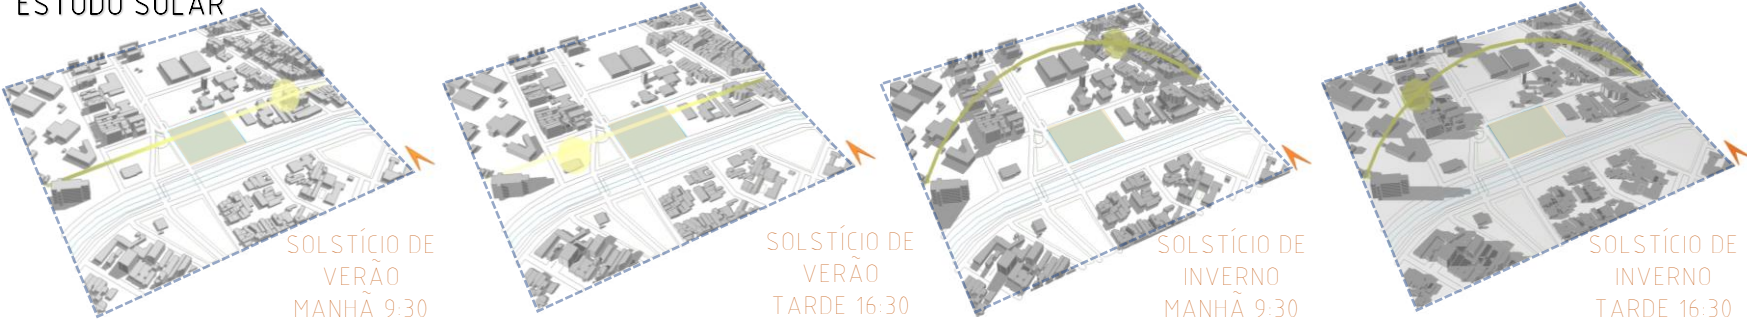 ESTUDO SOLAR
SOLSTÍCIO DE
VERÃO
MANHÃ 9:30
SOLSTÍCIO DE
VERÃO
TARDE 16:30
SOLSTÍCIO DE
INVERNO
MANHÃ 9:30
SOLSTÍCIO DE
INVERNO
TARDE 16:30